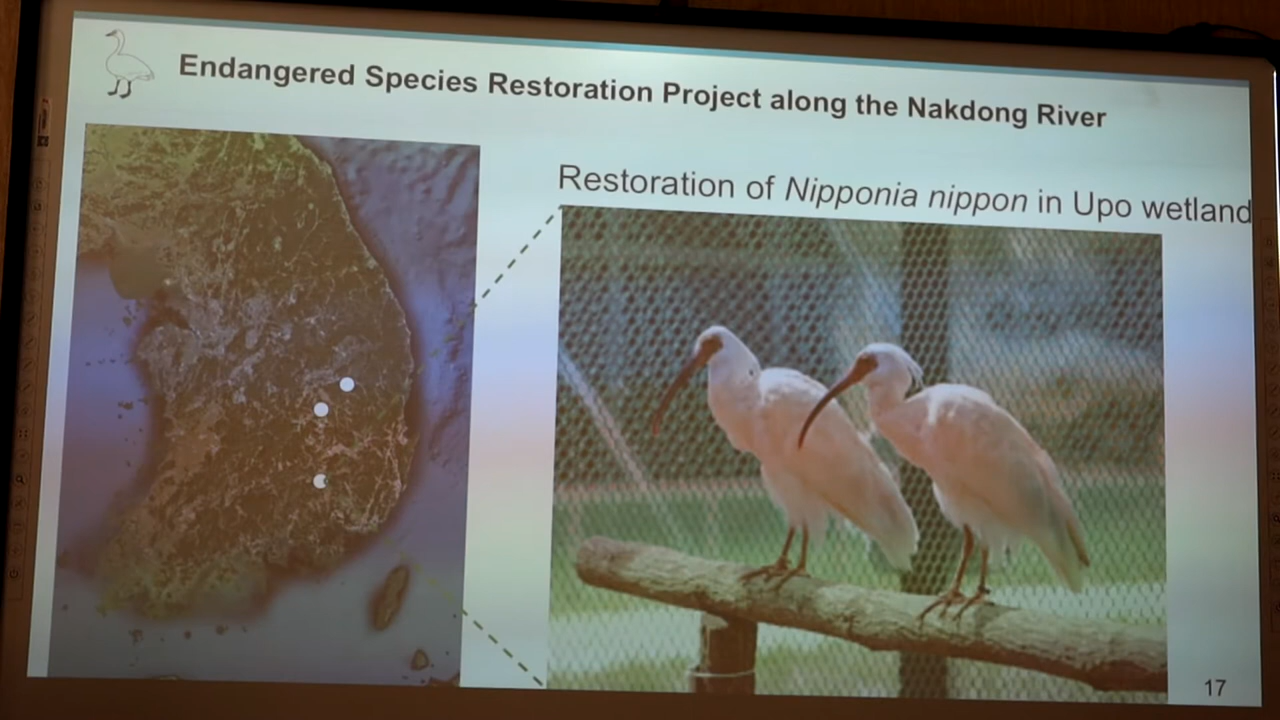 Endangered Species Restoration Project along the Nakdong River
Restoration of Nipponia nippon in Upo wetland
17